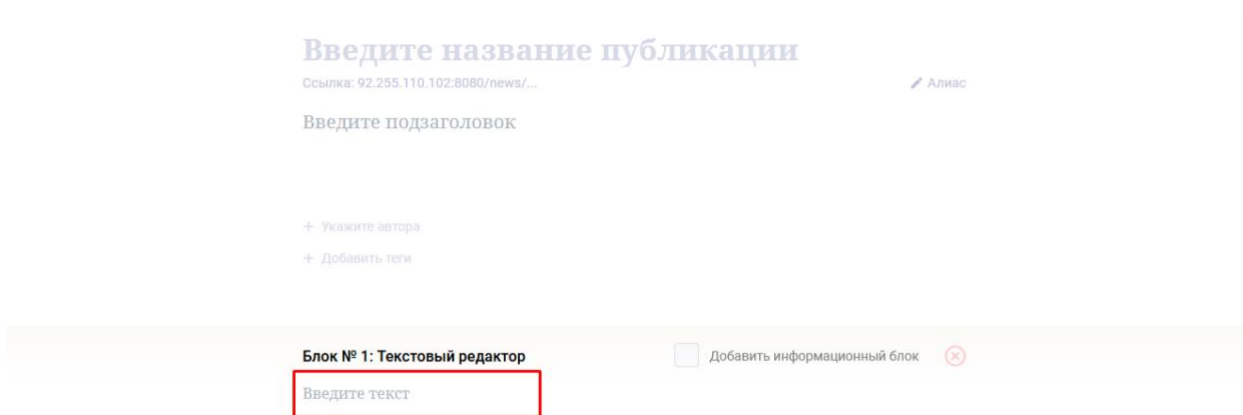 Введите название публикации
Ссылка: 92.255.110.102:8080/news/...
Алиас
Введите подзаголовок
+ Укажите автора
+ Добавить теги
Блок № 1: Текстовый редактор
Добавить информационный блок
Введите текст